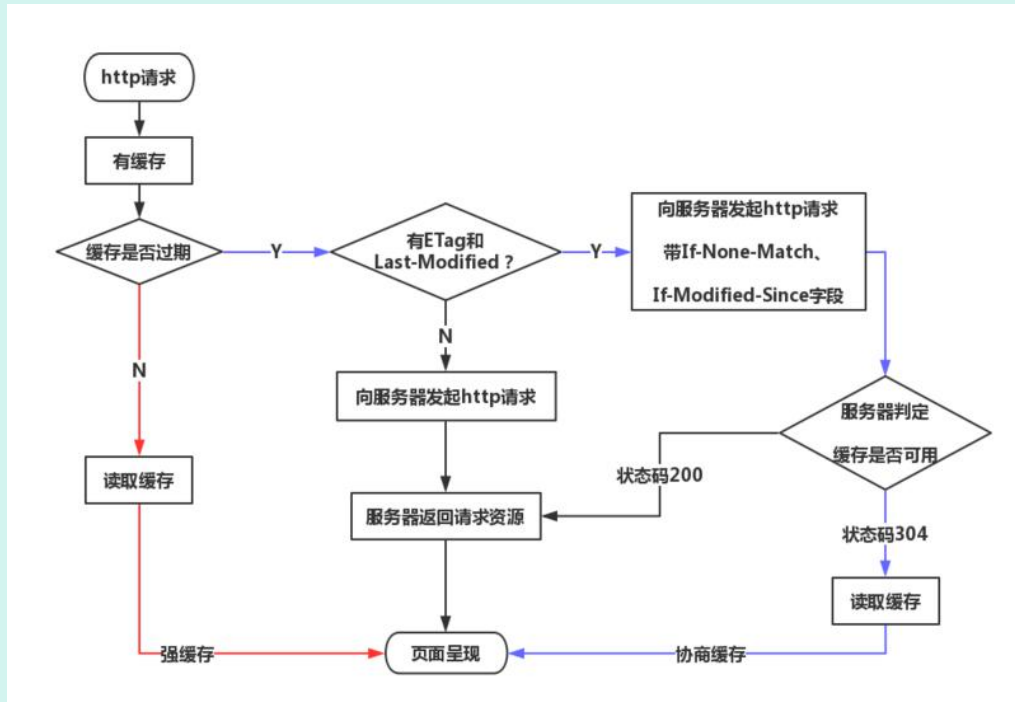 http请求
有缓存
缓存是否过期
Y
有ETag和
Last-Modified ?
Y
向服务器发起http请求
带If-None-Match、
If-Modified-Since字段
N
N
向服务器发起http请求
服务器判定
缓存是否可用
读取缓存
状态码200
服务器返回请求资源
状态码304
读取缓存
强缓存
页面呈现
协商缓存